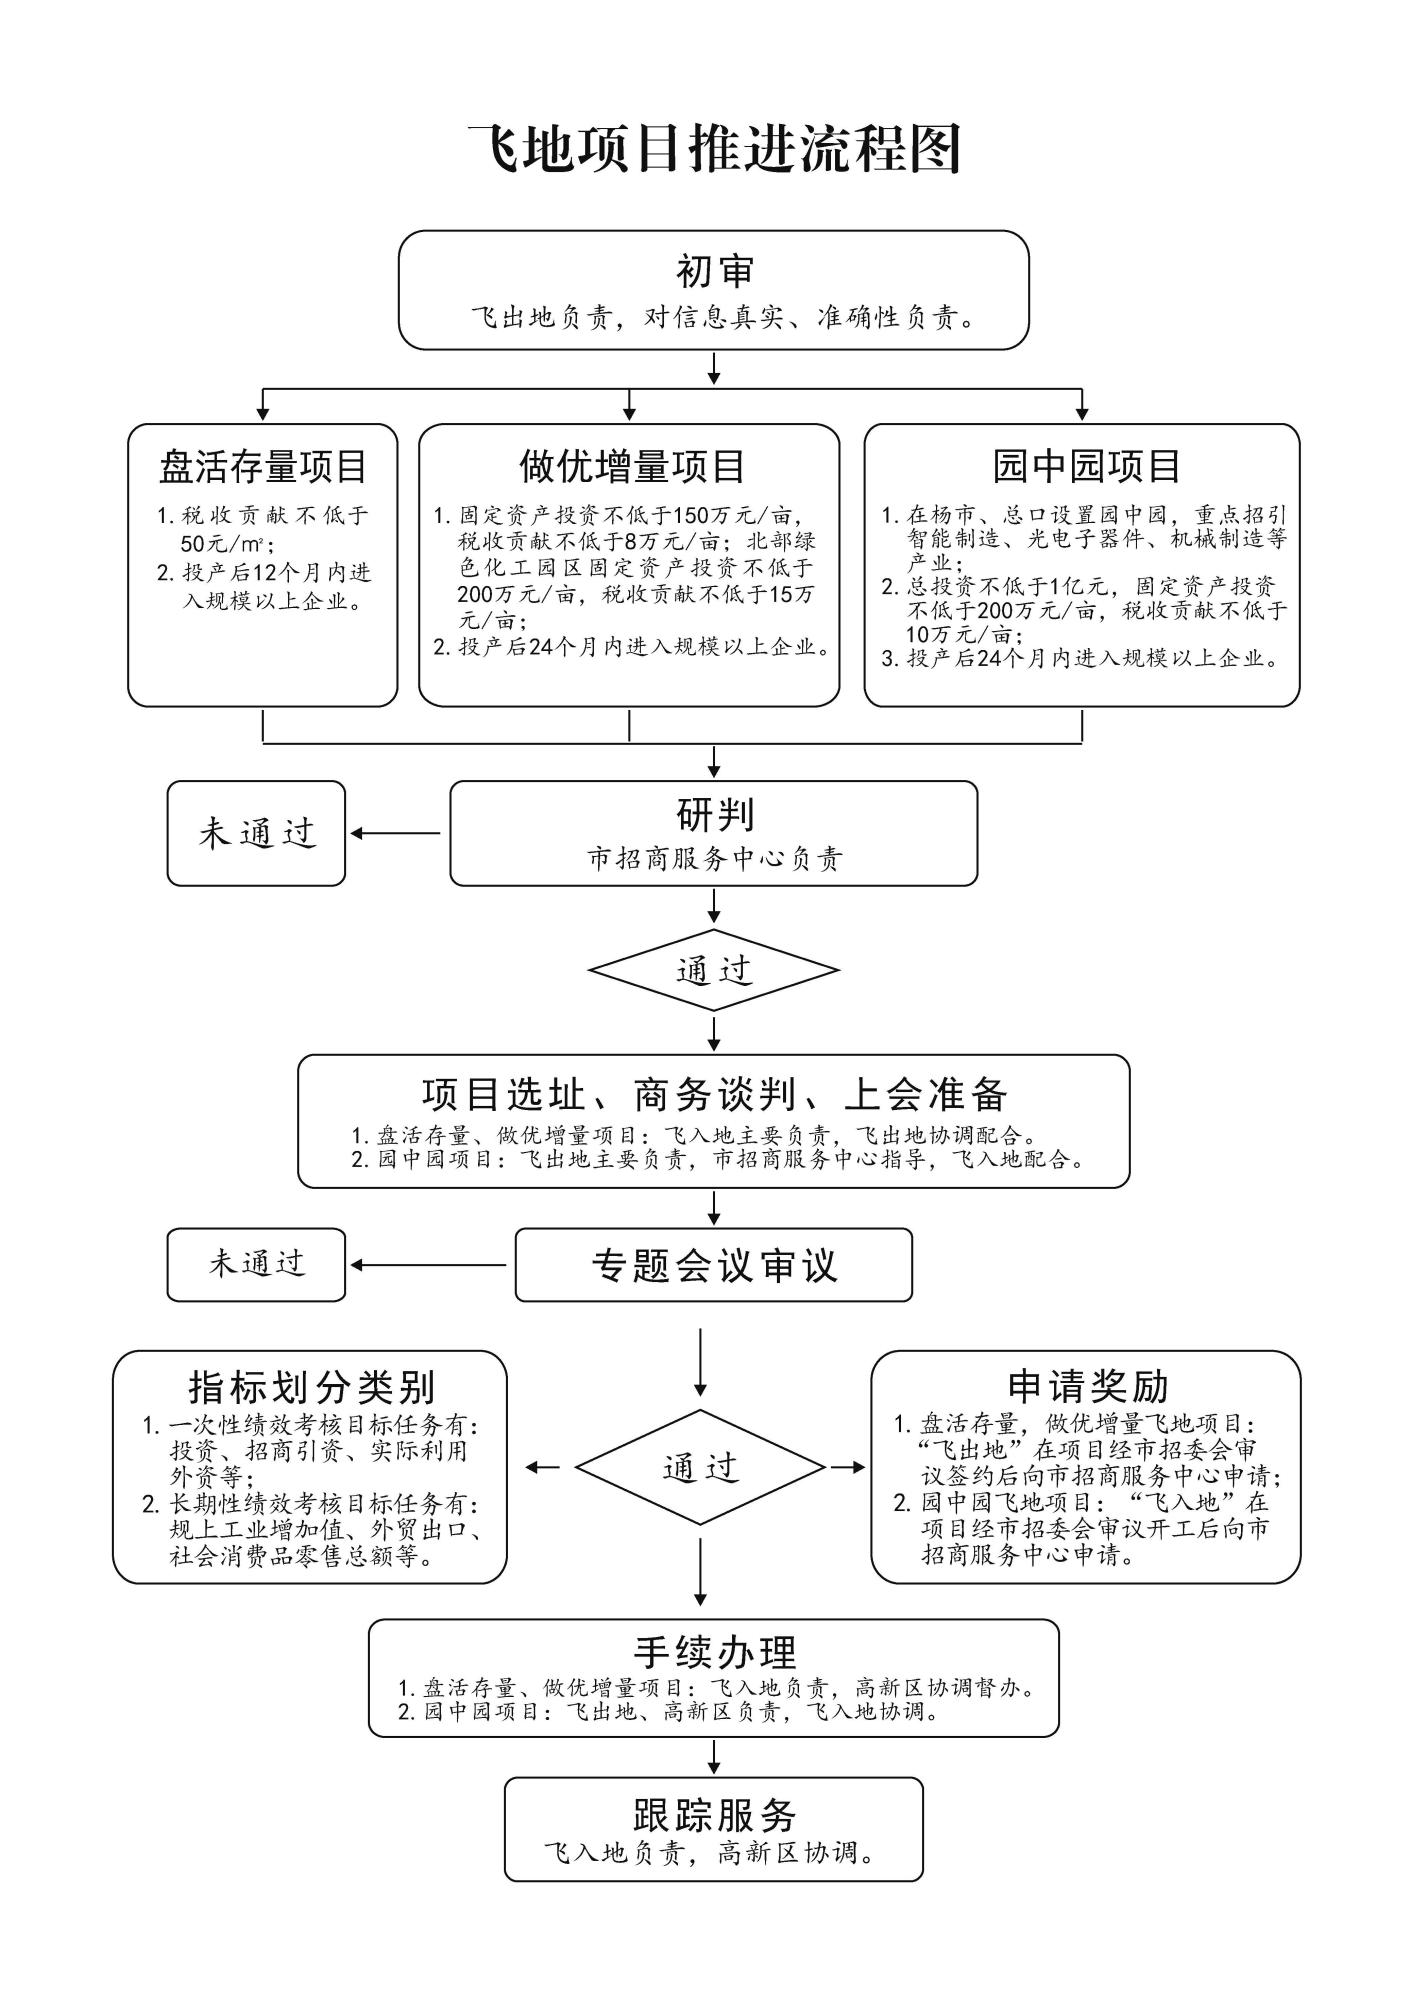 飞地项目推进流程图
初审
飞出地负责，对信息真实、准确性负责。
盘活存量项目
1. 税收贡献不低于
50元/㎡；
2. 投产后12个月内进
入规模以上企业。
做优增量项目
1. 固定资产投资不低于150万元/亩，
税收贡献不低于8万元/亩；北部绿
色化工园区固定资产投资不低于
200万元/亩，税收贡献不低于15万
元/亩；
2. 投产后24个月内进入规模以上企业。
园中园项目
1. 在杨市、总口设置园中园，重点招引
智能制造、光电子器件、机械制造等
产业；
2. 总投资不低于1亿元，固定资产投资
不低于200万元/亩，税收贡献不低于
10万元/亩；
3. 投产后24个月内进入规模以上企业。
未通过
研判
市招商服务中心负责
通过
项目选址、商务谈判、上会准备
1. 盘活存量、做优增量项目：飞入地主要负责，飞出地协调配合。
2. 园中园项目：飞出地主要负责，市招商服务中心指导，飞入地配合。
未通过
专题会议审议
指标划分类别
1. 一次性绩效考核目标任务有：
投资、招商引资、实际利用
外资等；
2. 长期性绩效考核目标任务有：
规上工业增加值、外贸出口、
社会消费品零售总额等。
通过
申请奖励
1. 盘活存量，做优增量飞地项目：
“飞出地”在项目经市招委会审
议签约后向市招商服务中心申请；
2. 园中园飞地项目：“飞入地”在
项目经市招委会审议开工后向市
招商服务中心申请。
手续办理
1. 盘活存量、做优增量项目：飞入地负责，高新区协调督办。
2. 园中园项目：飞出地、高新区负责，飞入地协调。
跟踪服务
飞入地负责，高新区协调。